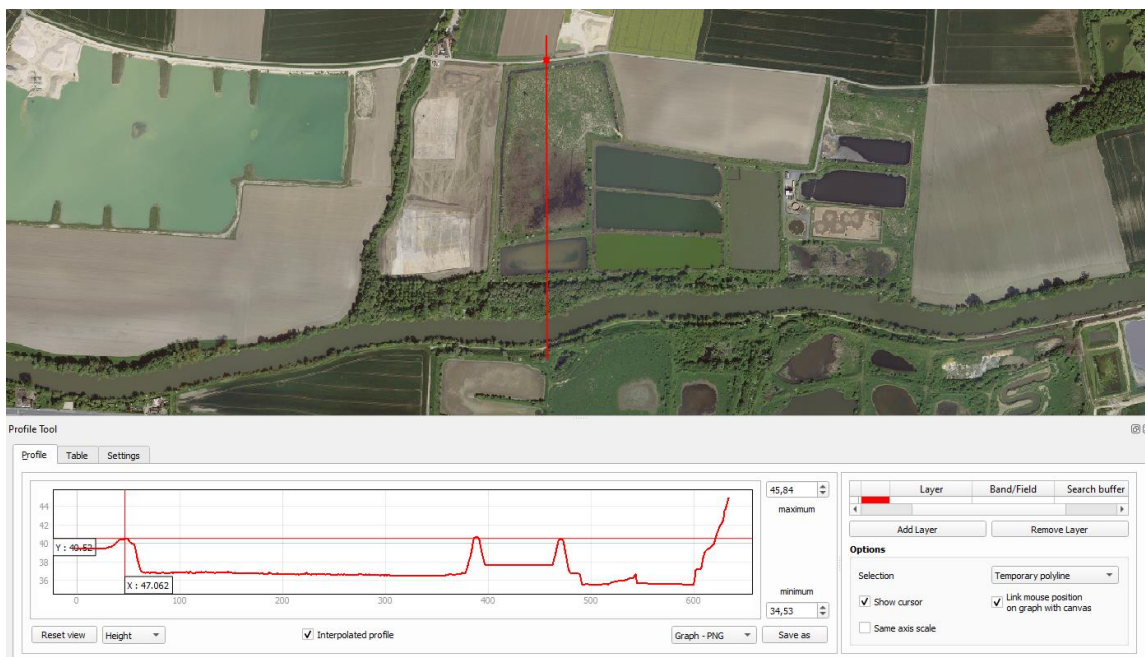 Profile Tool
Profile Table Settings
45,84
maximum
minimum
34,53
44
42
40
38
36
Y : 40.52
X : 47.062
0 100 200 300 400 500 600
Reset view Height Interpolated profile Graph - PNG Save as
Layer Band/Field Search buffer
Add Layer Remove Layer
Options
Selection Temporary polyline
Show cursor Link mouse position
on graph with canvas
Same axis scale